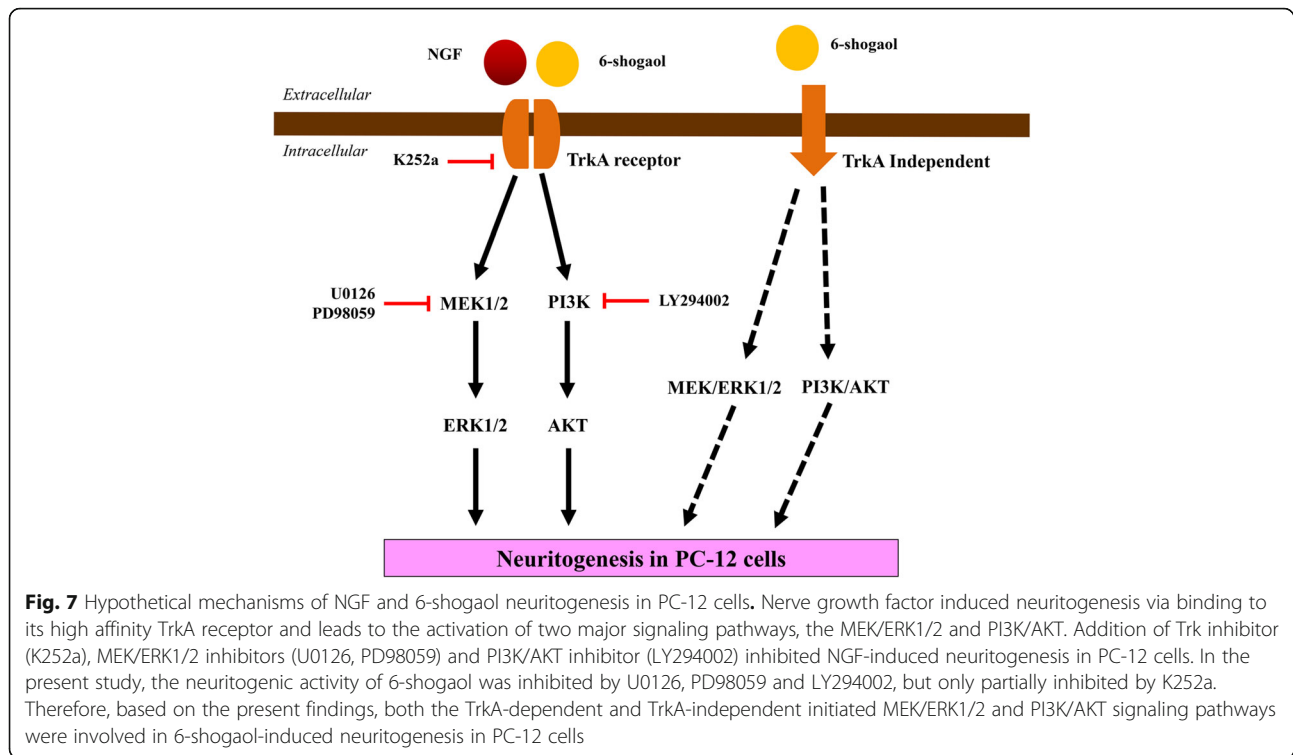 NGF
6-shogaol
6-shogaol
Extracellular
Intracellular
K252a
TrkA receptor
TrkA Independent
U0126
PD98059
MEK1/2
PI3K
LY294002
MEK/ERK1/2
PI3K/AKT
ERK1/2
AKT
Neuritogenesis in PC-12 cells
Fig. 7 Hypothetical mechanisms of NGF and 6-shogaol neuritogenesis in PC-12 cells. Nerve growth factor induced neuritogenesis via binding to
its high affinity TrkA receptor and leads to the activation of two major signaling pathways, the MEK/ERK1/2 and PI3K/AKT. Addition of Trk inhibitor
(K252a), MEK/ERK1/2 inhibitors (U0126, PD98059) and PI3K/AKT inhibitor (LY294002) inhibited NGF-induced neuritogenesis in PC-12 cells. In the
present study, the neuritogenic activity of 6-shogaol was inhibited by U0126, PD98059 and LY294002, but only partially inhibited by K252a.
Therefore, based on the present findings, both the TrkA-dependent and TrkA-independent initiated MEK/ERK1/2 and PI3K/AKT signaling pathways
were involved in 6-shogaol-induced neuritogenesis in PC-12 cells